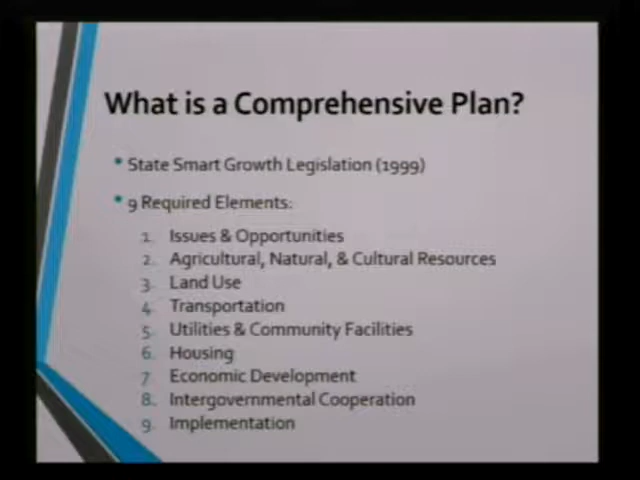 What is a Comprehensive Plan?
• State Smart Growth Legislation (1999)
• 9 Required Elements:
1. Issues & Opportunities
2. Agricultural, Natural, & Cultural Resources
3. Land Use
4. Transportation
5. Utilities & Community Facilities
6. Housing
7. Economic Development
8. Intergovernmental Cooperation
9. Implementation